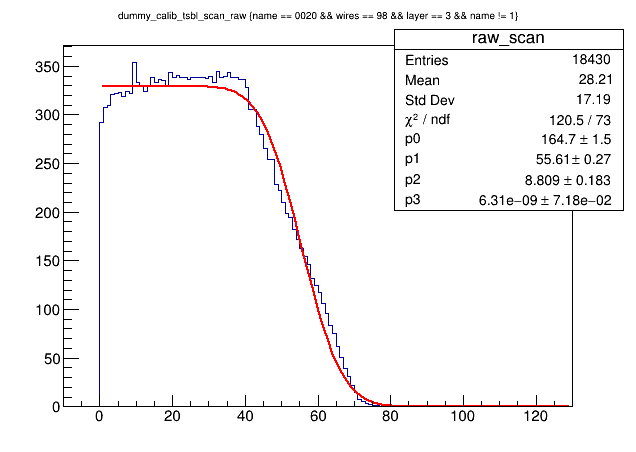 dummy_calib_tsbl_scan_raw {name == 0020 && wires == 98 && layer == 3 && name != 1}
raw_scan
Entries 18430
Mean 28.21
Std Dev 17.19
χ² / ndf 120.5 / 73
p0 164.7 ± 1.5
p1 55.61 ± 0.27
p2 8.809 ± 0.183
p3 6.31e−09 ± 7.18e−02
350
300
250
200
150
100
50
0
0 20 40 60 80 100 120